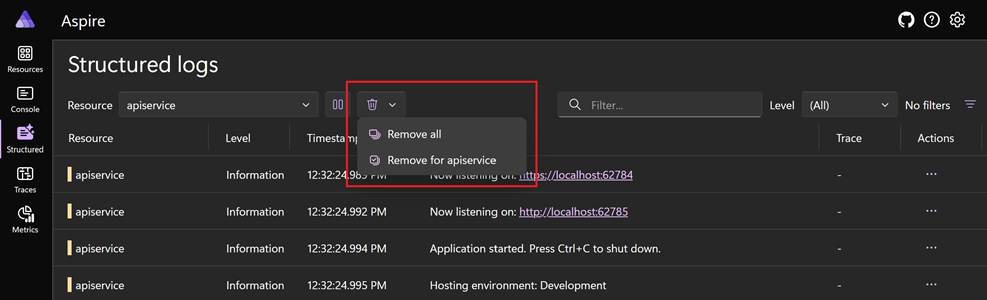 Aspire
Resources
Console
Structured
Traces
Metrics
Structured logs
Resource apiservice Filter... Level (All) No filters
Remove all
Remove for apiservice
Resource Level Timestamp Trace Actions
apiservice Information 12:32:24.989 PM Now listening on: https://localhost:62784 - ...
apiservice Information 12:32:24.992 PM Now listening on: http://localhost:62785 - ...
apiservice Information 12:32:24.994 PM Application started. Press Ctrl+C to shut down. - ...
apiservice Information 12:32:24.995 PM Hosting environment: Development - ...